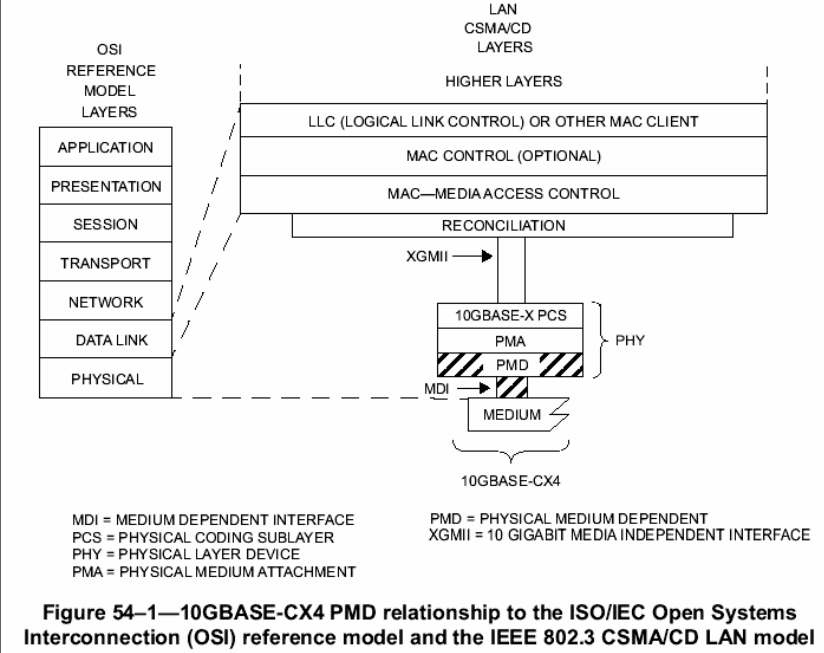 LAN
CSMA/CD
LAYERS
OSI
REFERENCE
MODEL
LAYERS
HIGHER LAYERS
LLC (LOGICAL LINK CONTROL) OR OTHER MAC CLIENT
MAC CONTROL (OPTIONAL)
MAC—MEDIA ACCESS CONTROL
RECONCILIATION
APPLICATION
PRESENTATION
SESSION
TRANSPORT
NETWORK
DATA LINK
PHYSICAL
XGMII
10GBASE-X PCS
PMA
PMD
PHY
MDI
MEDIUM
10GBASE-CX4
MDI = MEDIUM DEPENDENT INTERFACE
PCS = PHYSICAL CODING SUBLAYER
PHY = PHYSICAL LAYER DEVICE
PMA = PHYSICAL MEDIUM ATTACHMENT
PMD = PHYSICAL MEDIUM DEPENDENT
XGMII = 10 GIGABIT MEDIA INDEPENDENT INTERFACE
Figure 54–1—10GBASE-CX4 PMD relationship to the ISO/IEC Open Systems
Interconnection (OSI) reference model and the IEEE 802.3 CSMA/CD LAN model